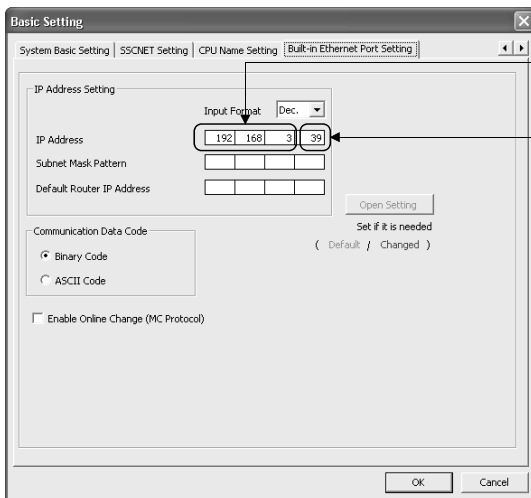 Basic Setting
System Basic Setting SSCNET Setting CPU Name Setting Built-in Ethernet Port Setting
IP Address Setting
Input Format Dec.
IP Address 192 168 3 39
Subnet Mask Pattern
Default Router IP Address
Open Setting
Set if it is needed
( Default / Changed )
Communication Data Code
Binary Code
ASCII Code
Enable Online Change (MC Protocol)
OK Cancel